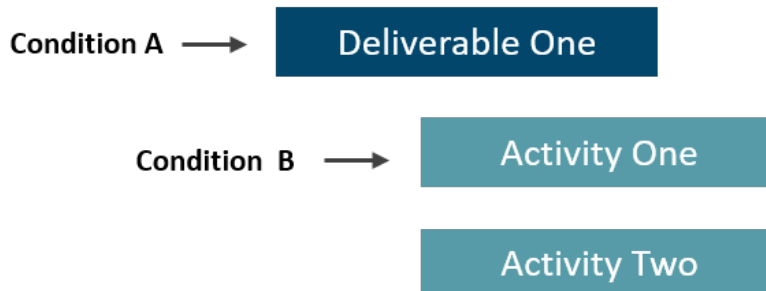 Condition A
Deliverable One
Condition B
Activity One
Activity Two